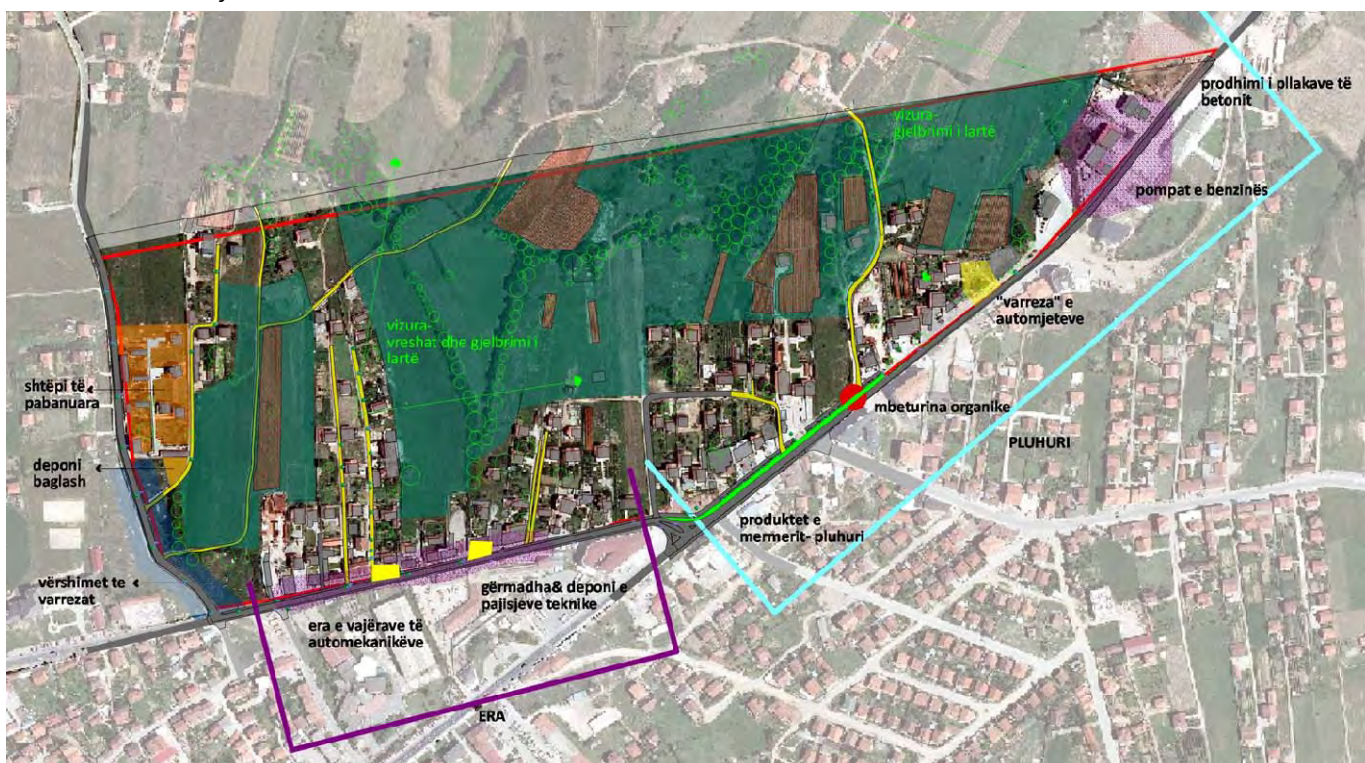 prodhimi i pllakave të
betonit
vizura-
gjelbrimi i lartë
pompat e benzinës
"varreza" e
automjeteve
vizura-
vreshat dhe gjelbrimi i
lartë
shtëpi të
pabanuara
mbeturina organike
PLUHURI
deponi
baglash
produktet e
mermerit- pluhuri
vërshimet te
varrezat
gërmadha& deponi e
pajisjeve teknike
era e vajërave të
automekanikëve
ERA